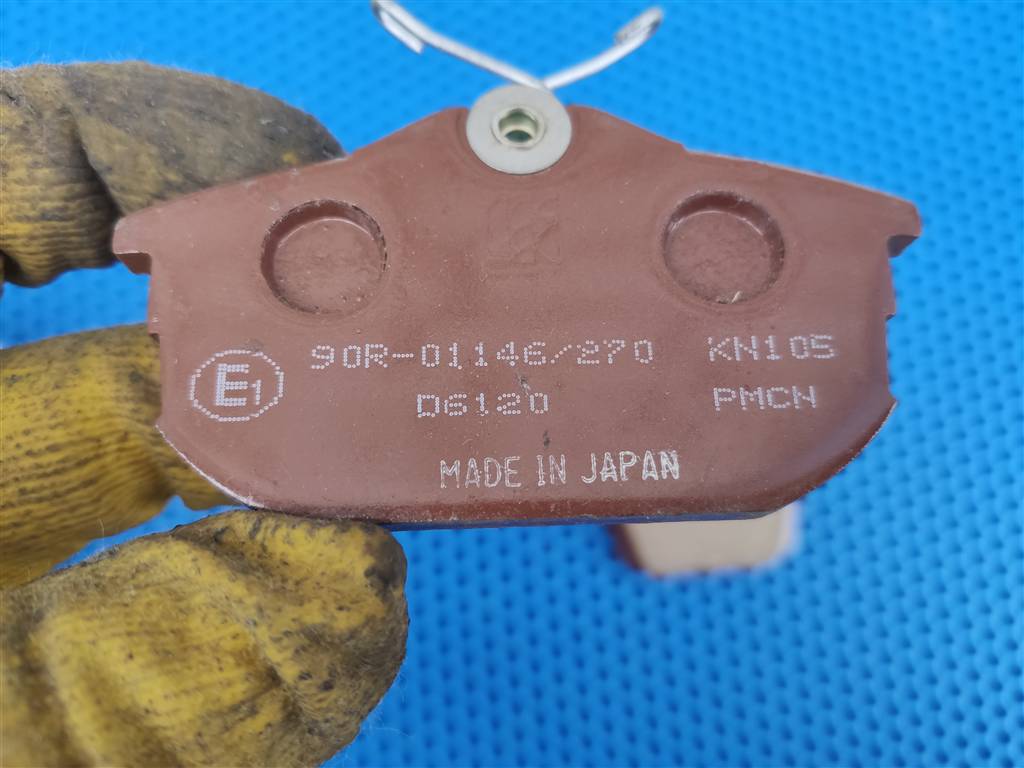 E1 90R-01146/270 KN105
D6120 PMCN
MADE IN JAPAN